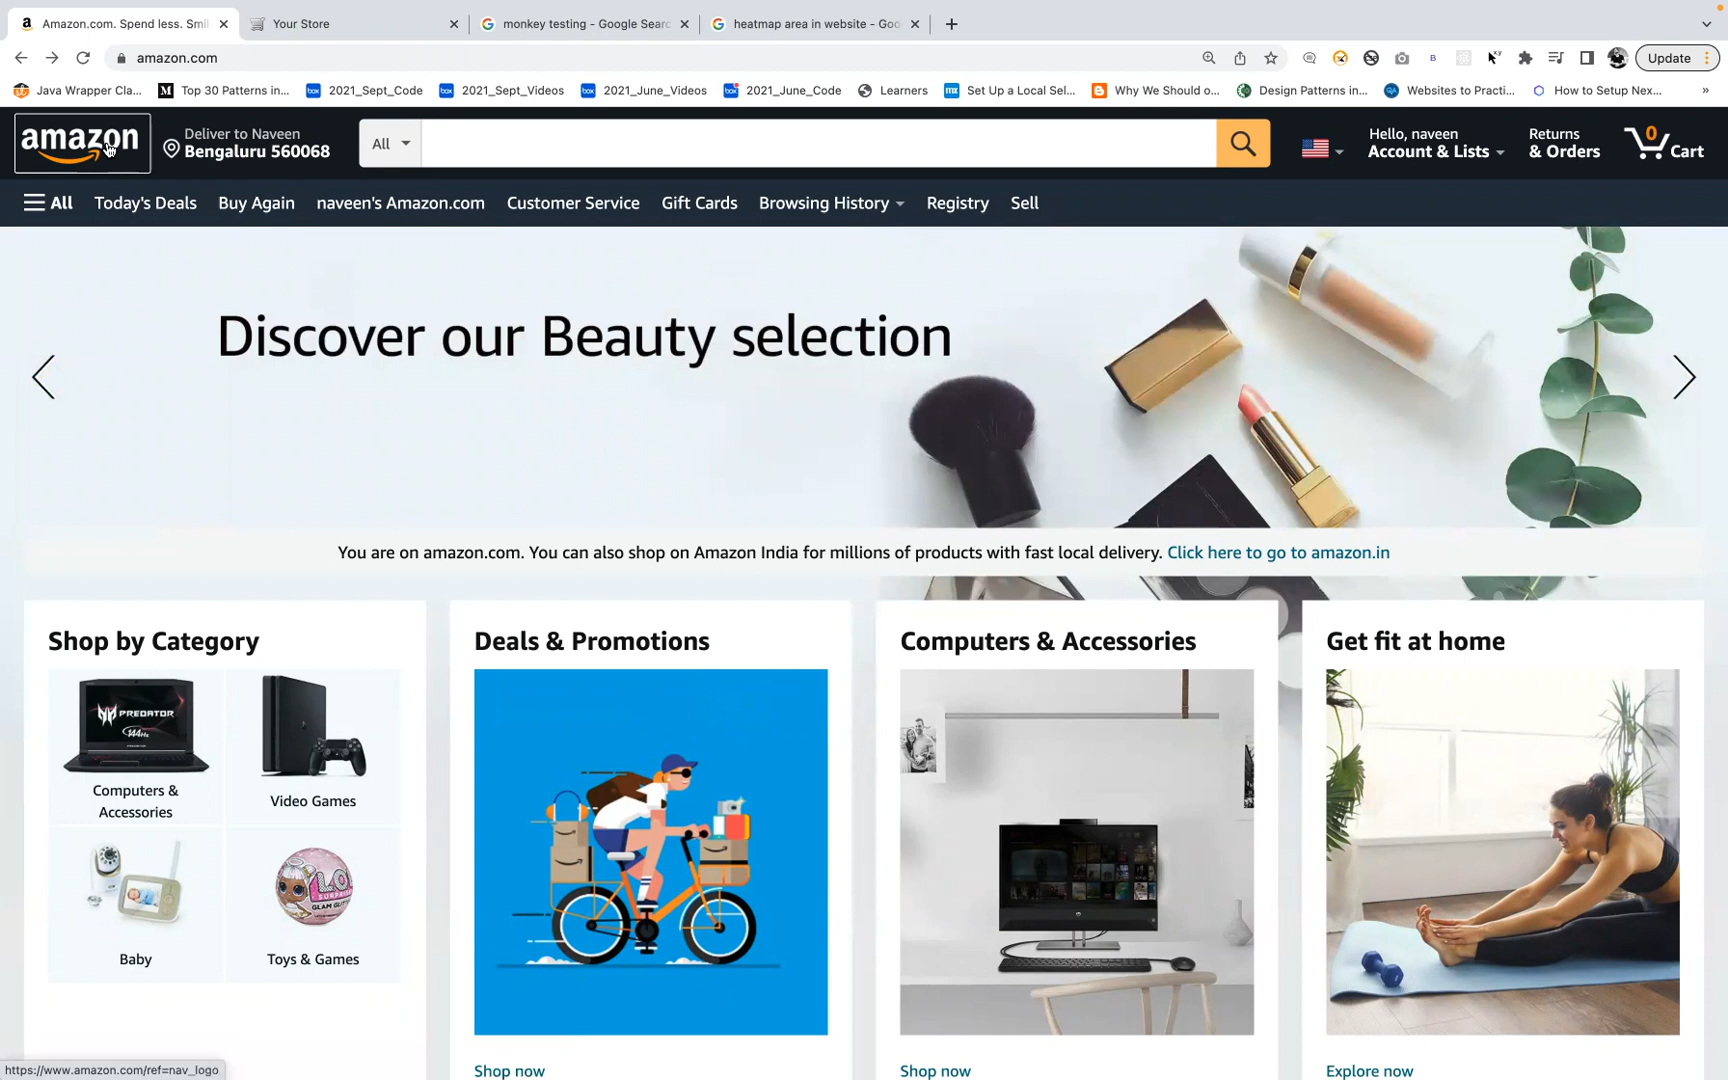 Amazon.com. Spend less. Smil
Your Store
monkey testing - Google Searc
heatmap area in website - Goo
amazon.com
Update
Java Wrapper Cla...
Top 30 Patterns in...
2021_Sept_Code
2021_Sept_Videos
2021_June_Videos
2021_June_Code
Learners
Set Up a Local Sel...
Why We Should o...
Design Patterns in...
Websites to Practi...
How to Setup Nex...
amazon
Deliver to Naveen
Bengaluru 560068
All
Hello, naveen
Account & Lists
Returns
& Orders
0
Cart
All
Today's Deals
Buy Again
naveen's Amazon.com
Customer Service
Gift Cards
Browsing History
Registry
Sell
Discover our Beauty selection
You are on amazon.com. You can also shop on Amazon India for millions of products with fast local delivery. Click here to go to amazon.in
Shop by Category
Deals & Promotions
Computers & Accessories
Get fit at home
PREDATOR
144Hz
Computers &
Accessories
Video Games
Baby
Toys & Games
Shop now
Shop now
Explore now
https://www.amazon.com/ref=nav_logo